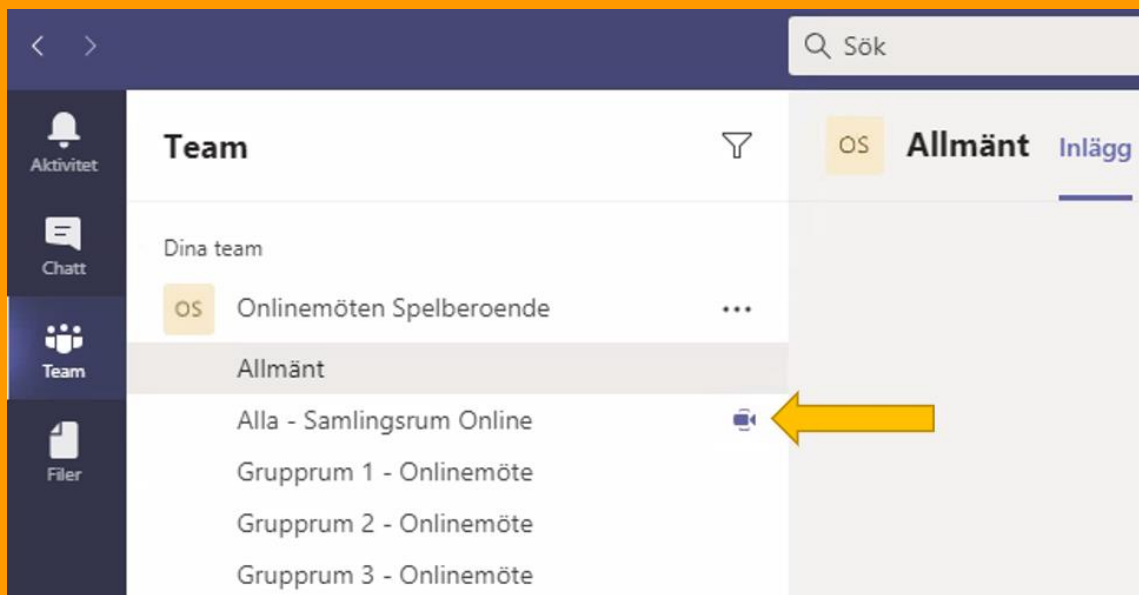 Sök
Aktivitet
Chatt
Team
Filer
Team
Dina team
OS Onlinemöten Spelberoende
Allmänt
Alla - Samlingsrum Online
Grupprum 1 - Onlinemöte
Grupprum 2 - Onlinemöte
Grupprum 3 - Onlinemöte
OS Allmänt Inlägg